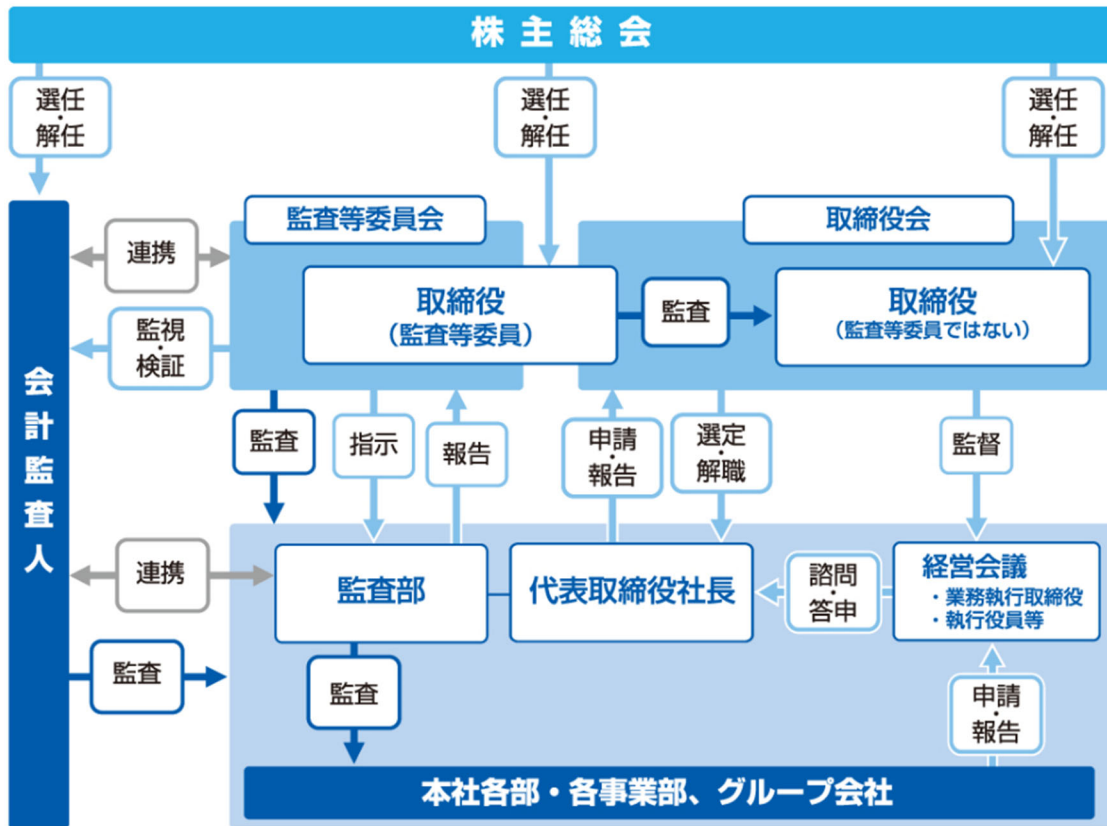 株主総会
選任・
解任
選任・
解任
選任・
解任
監査等委員会
取締役会
連携
取締役
（監査等委員）
監査
取締役
（監査等委員ではない）
監視・
検証
会計監査人
監査
指示
報告
申請・
報告
選定・
解職
監督
連携
監査部
代表取締役社長
諮問・
答申
経営会議
・業務執行取締役
・執行役員等
監査
監査
申請・
報告
本社各部・各事業部、グループ会社